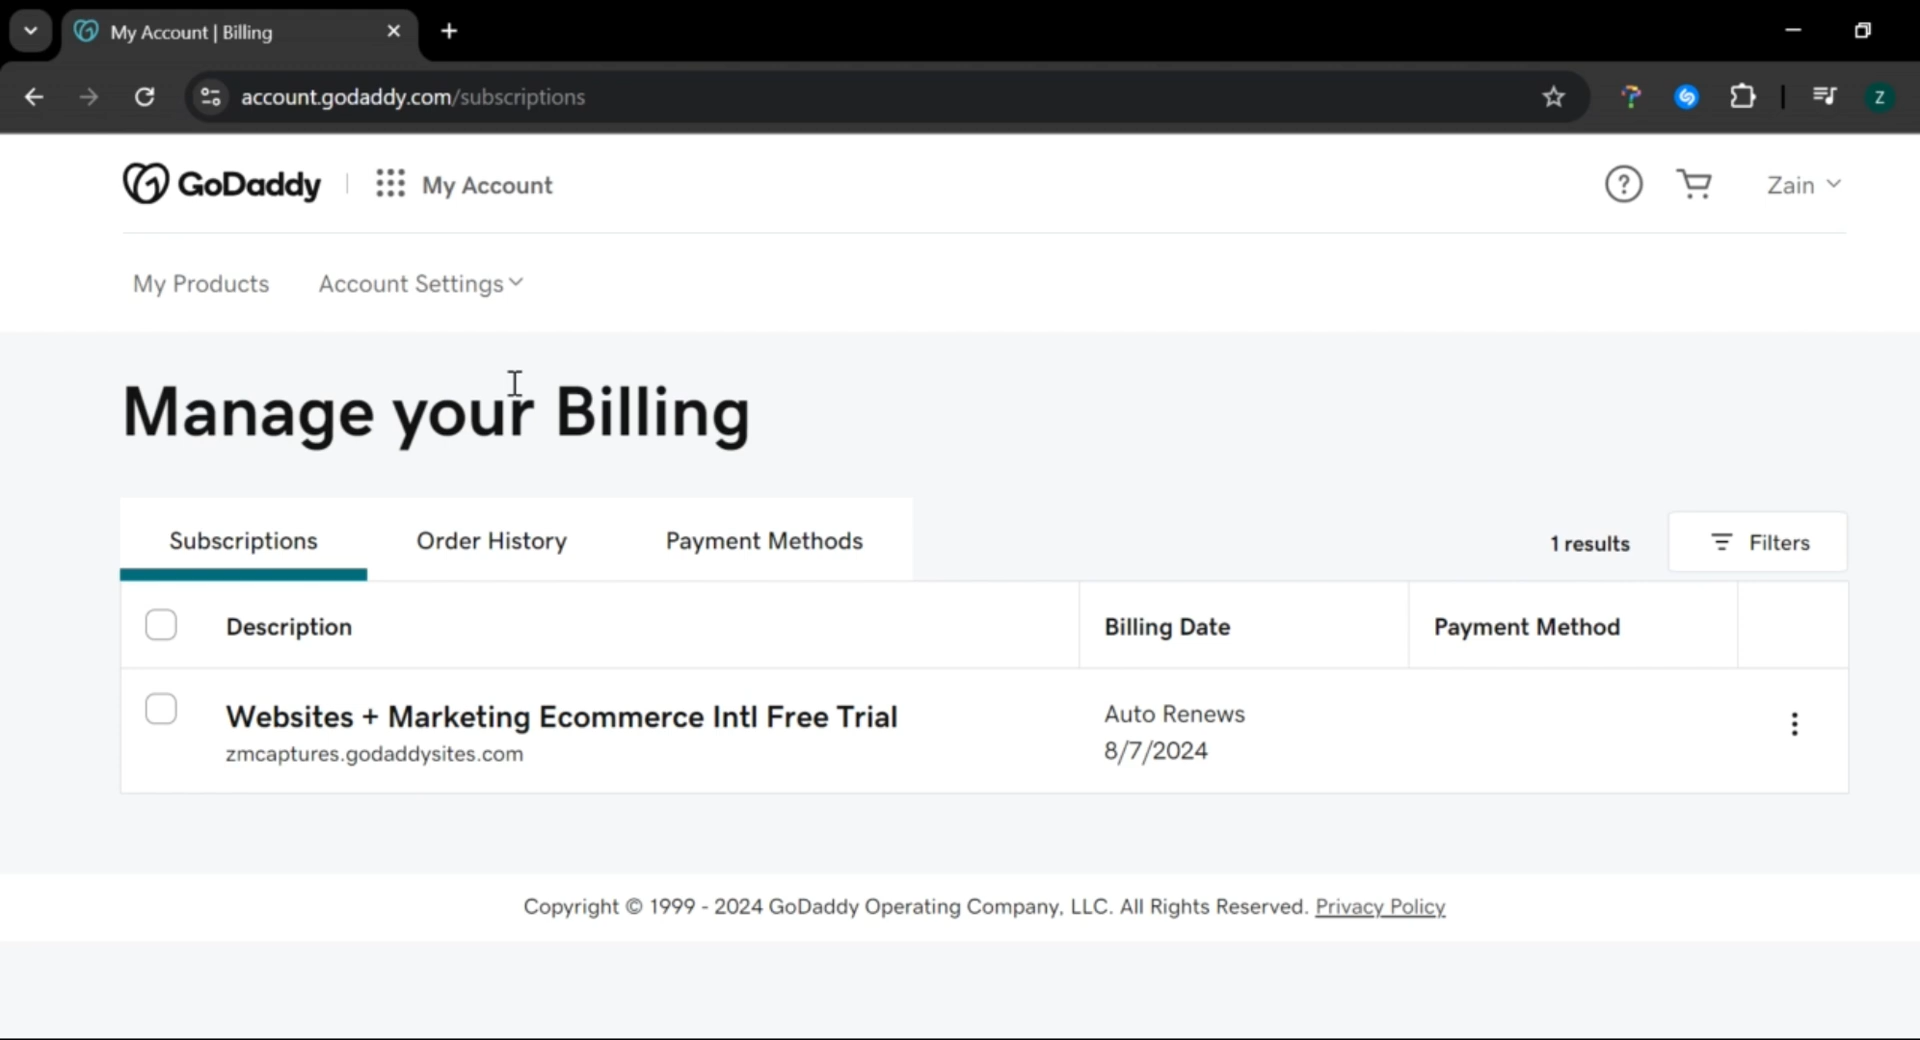 My Account | Billing
account.godaddy.com/subscriptions
Z
GoDaddy
My Account
Zain
My Products
Account Settings
Manage your Billing
Subscriptions
Order History
Payment Methods
1 results
Filters
Description
Billing Date
Payment Method
Websites + Marketing Ecommerce Intl Free Trial
Auto Renews
zmcaptures.godaddysites.com
8/7/2024
Copyright © 1999 - 2024 GoDaddy Operating Company, LLC. All Rights Reserved. Privacy Policy